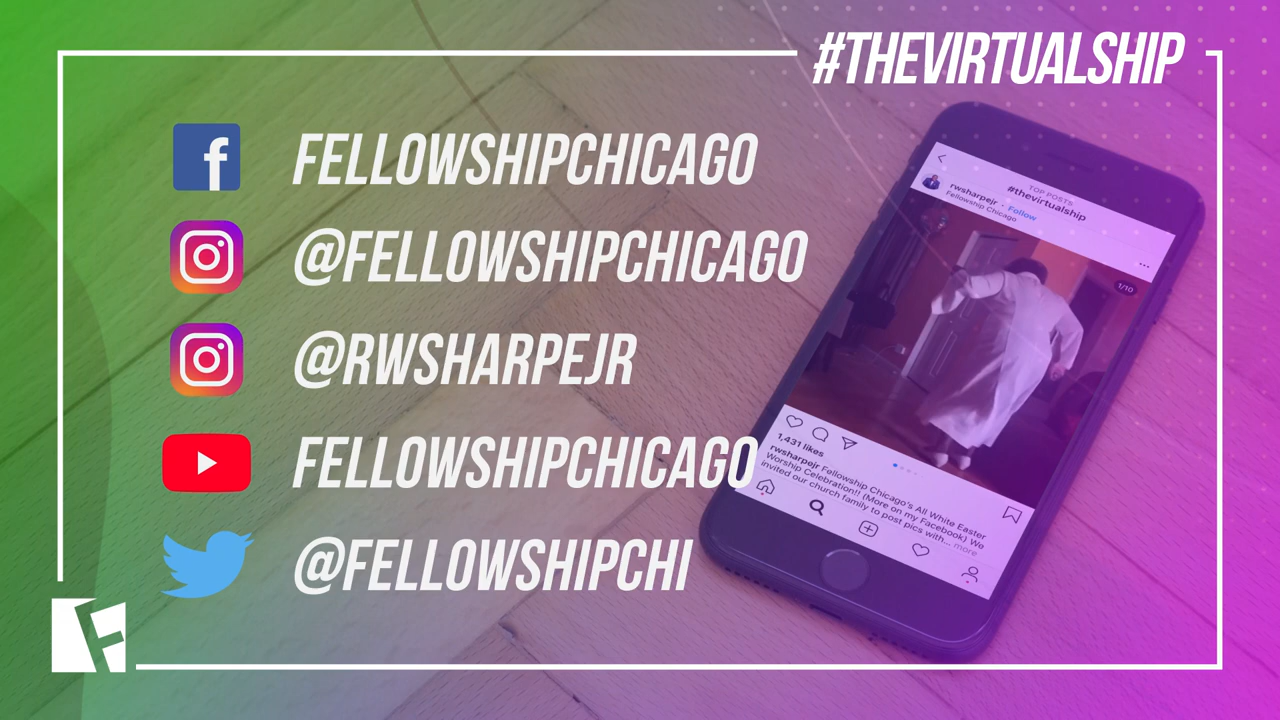 #THEVIRTUALSHIP
FELLOWSHIPCHICAGO
@FELLOWSHIPCHICAGO
@RWSHARPEJR
FELLOWSHIPCHICAGO
@FELLOWSHIPCHI
TOP POSTS
#thevirtualship
rwsharpejr · Follow
Fellowship Chicago
1/10
1,431 likes
rwsharpejr Fellowship Chicago's All White Easter
Worship Celebration!! (More on my Facebook) We
invited our church family to post pics with... more